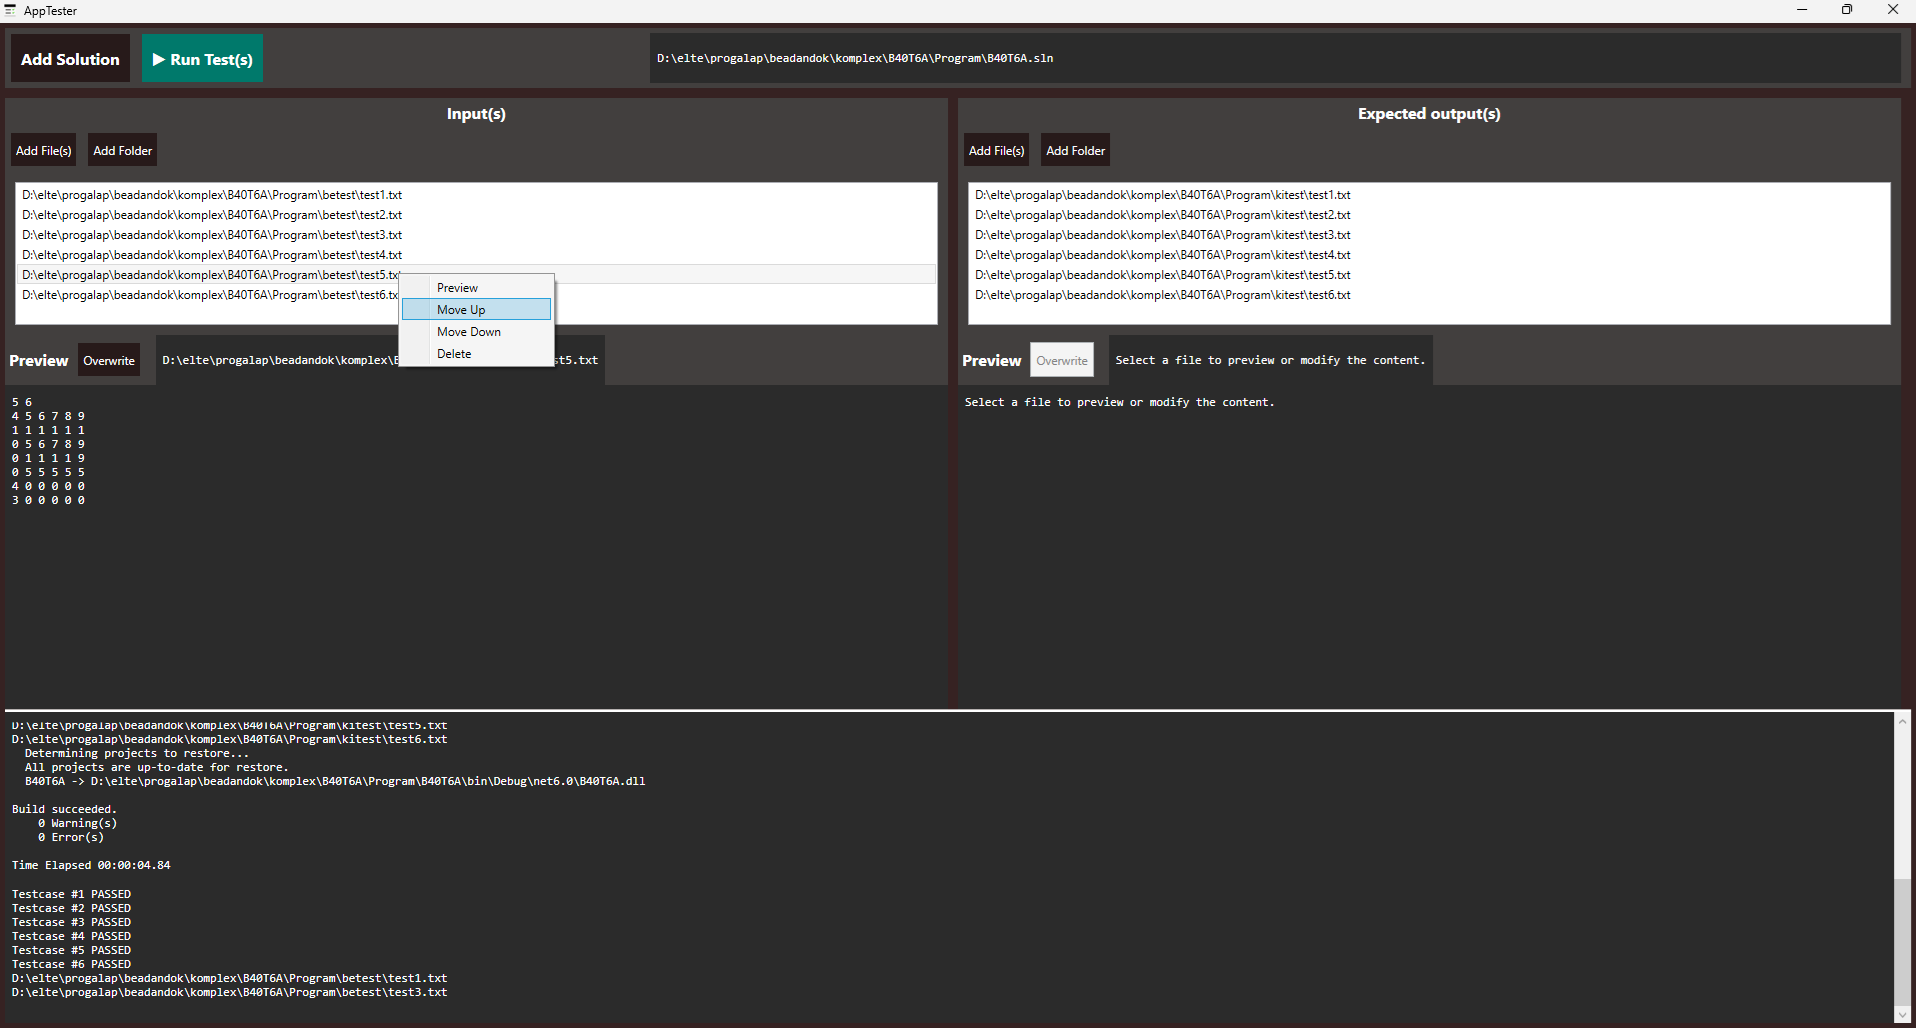 AppTester
Add Solution
▶ Run Test(s)
D:\elte\progalap\beadandok\komplex\B40T6A\Program\B40T6A.sln
Input(s)
Add File(s)
Add Folder
D:\elte\progalap\beadandok\komplex\B40T6A\Program\betest\test1.txt
D:\elte\progalap\beadandok\komplex\B40T6A\Program\betest\test2.txt
D:\elte\progalap\beadandok\komplex\B40T6A\Program\betest\test3.txt
D:\elte\progalap\beadandok\komplex\B40T6A\Program\betest\test4.txt
D:\elte\progalap\beadandok\komplex\B40T6A\Program\betest\test5.tx
D:\elte\progalap\beadandok\komplex\B40T6A\Program\betest\test6.tx
Preview
Move Up
Move Down
Delete
Preview
Overwrite
D:\elte\progalap\beadandok\komplex\ st5.txt
5 6
4 5 6 7 8 9
1 1 1 1 1 1
0 5 6 7 8 9
0 1 1 1 1 9
0 5 5 5 5 5
4 0 0 0 0 0
3 0 0 0 0 0
Expected output(s)
Add File(s)
Add Folder
D:\elte\progalap\beadandok\komplex\B40T6A\Program\kitest\test1.txt
D:\elte\progalap\beadandok\komplex\B40T6A\Program\kitest\test2.txt
D:\elte\progalap\beadandok\komplex\B40T6A\Program\kitest\test3.txt
D:\elte\progalap\beadandok\komplex\B40T6A\Program\kitest\test4.txt
D:\elte\progalap\beadandok\komplex\B40T6A\Program\kitest\test5.txt
D:\elte\progalap\beadandok\komplex\B40T6A\Program\kitest\test6.txt
Preview
Overwrite
Select a file to preview or modify the content.
Select a file to preview or modify the content.
D:\elte\progalap\beadandok\komplex\B40T6A\Program\kitest\test5.txt
D:\elte\progalap\beadandok\komplex\B40T6A\Program\kitest\test6.txt
Determining projects to restore...
All projects are up-to-date for restore.
B40T6A -> D:\elte\progalap\beadandok\komplex\B40T6A\Program\B40T6A\bin\Debug\net6.0\B40T6A.dll
Build succeeded.
0 Warning(s)
0 Error(s)
Time Elapsed 00:00:04.84
Testcase #1 PASSED
Testcase #2 PASSED
Testcase #3 PASSED
Testcase #4 PASSED
Testcase #5 PASSED
Testcase #6 PASSED
D:\elte\progalap\beadandok\komplex\B40T6A\Program\betest\test1.txt
D:\elte\progalap\beadandok\komplex\B40T6A\Program\betest\test3.txt